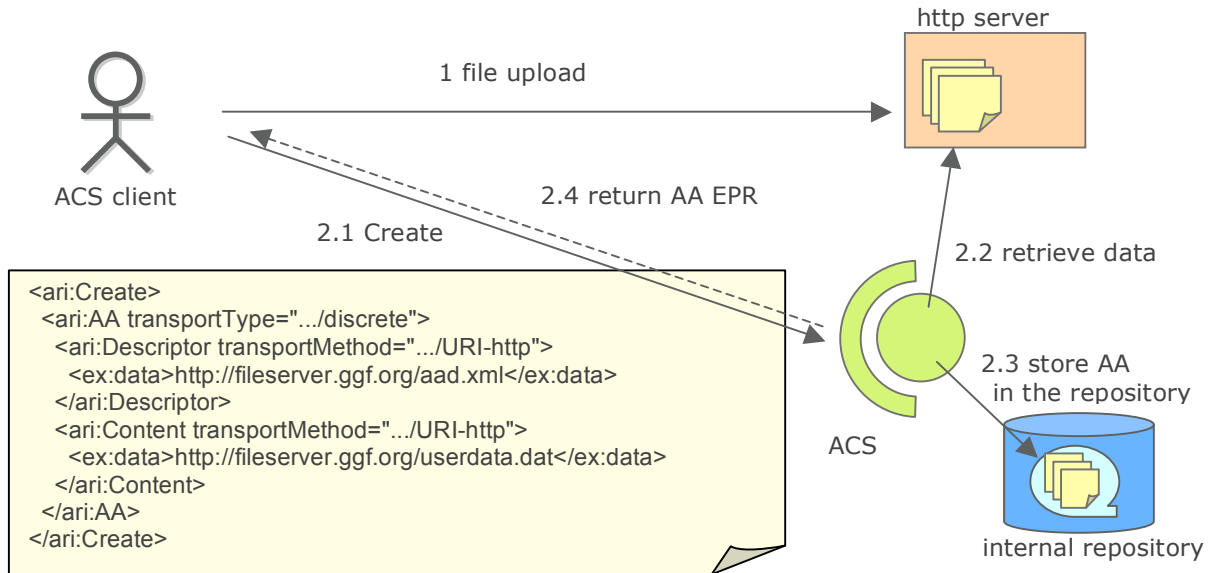 http server
1 file upload
ACS client
2.4 return AA EPR
2.1 Create
2.2 retrieve data
<ari:Create>
<ari:AA transportType=".../discrete">
<ari:Descriptor transportMethod=".../URI-http">
<ex:data>http://fileserver.ggf.org/aad.xml</ex:data>
</ari:Descriptor>
<ari:Content transportMethod=".../URI-http">
<ex:data>http://fileserver.ggf.org/userdata.dat</ex:data>
</ari:Content>
</ari:AA>
</ari:Create>
2.3 store AA
in the repository
ACS
internal repository